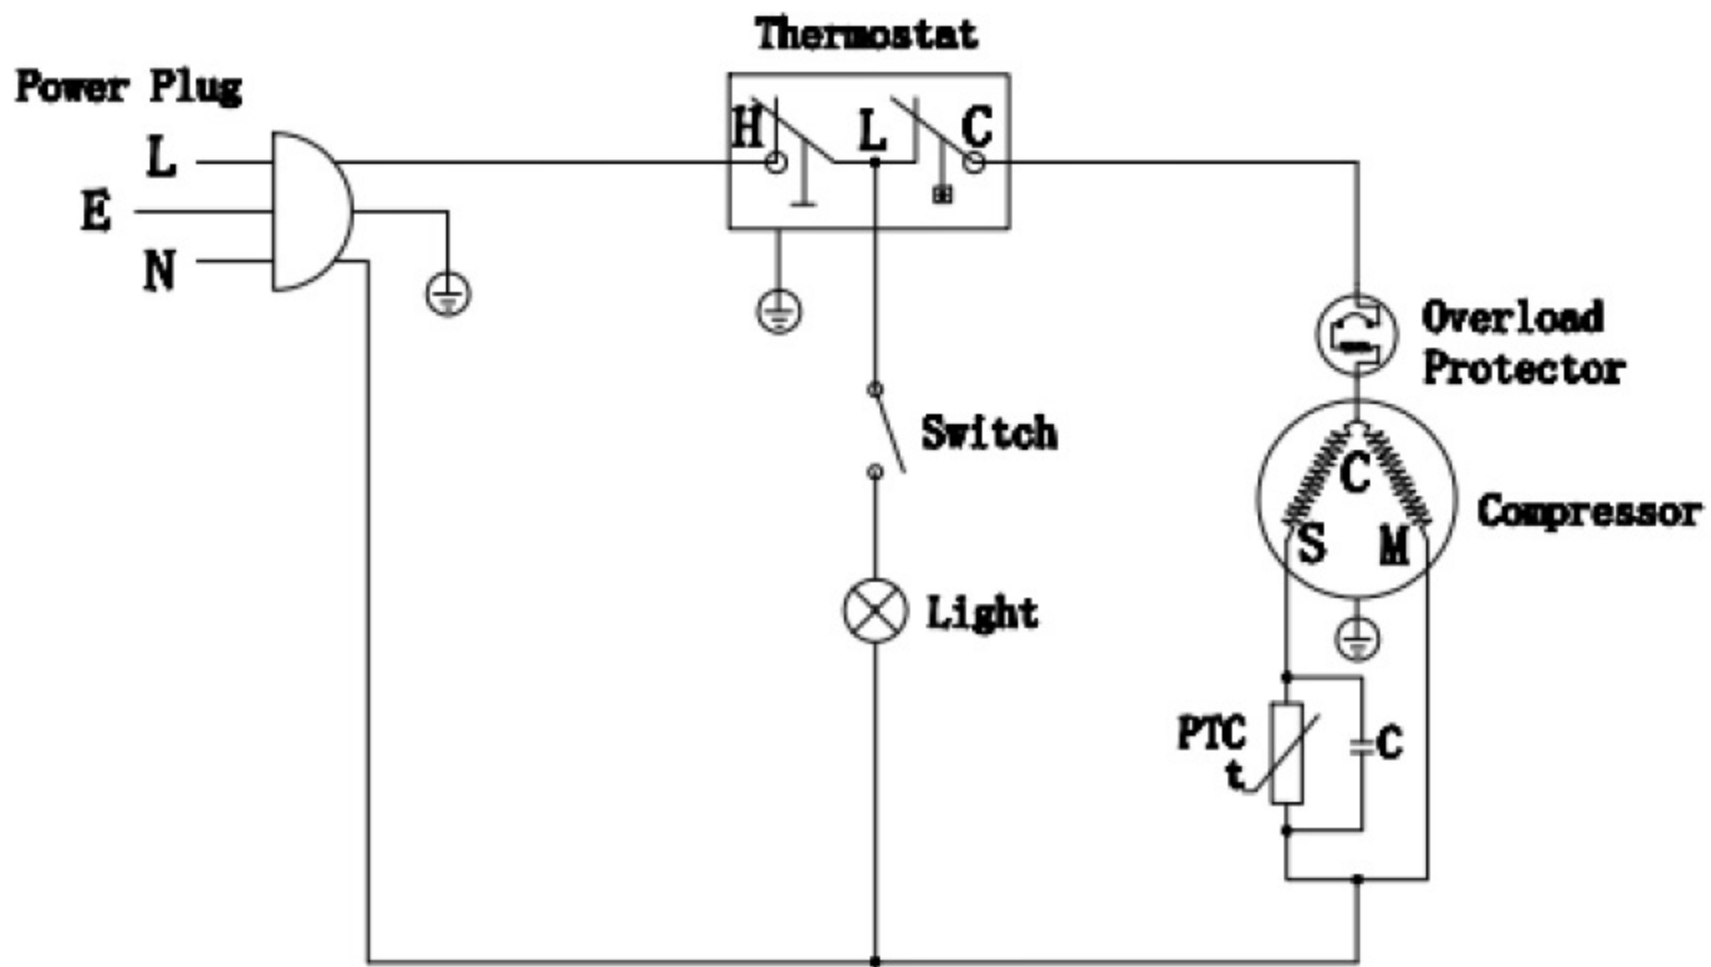 Thermostat
Power Plug
H L C
L
E
N
Overload
Protector
Switch
C
S M
Compressor
Light
PTC
t
C